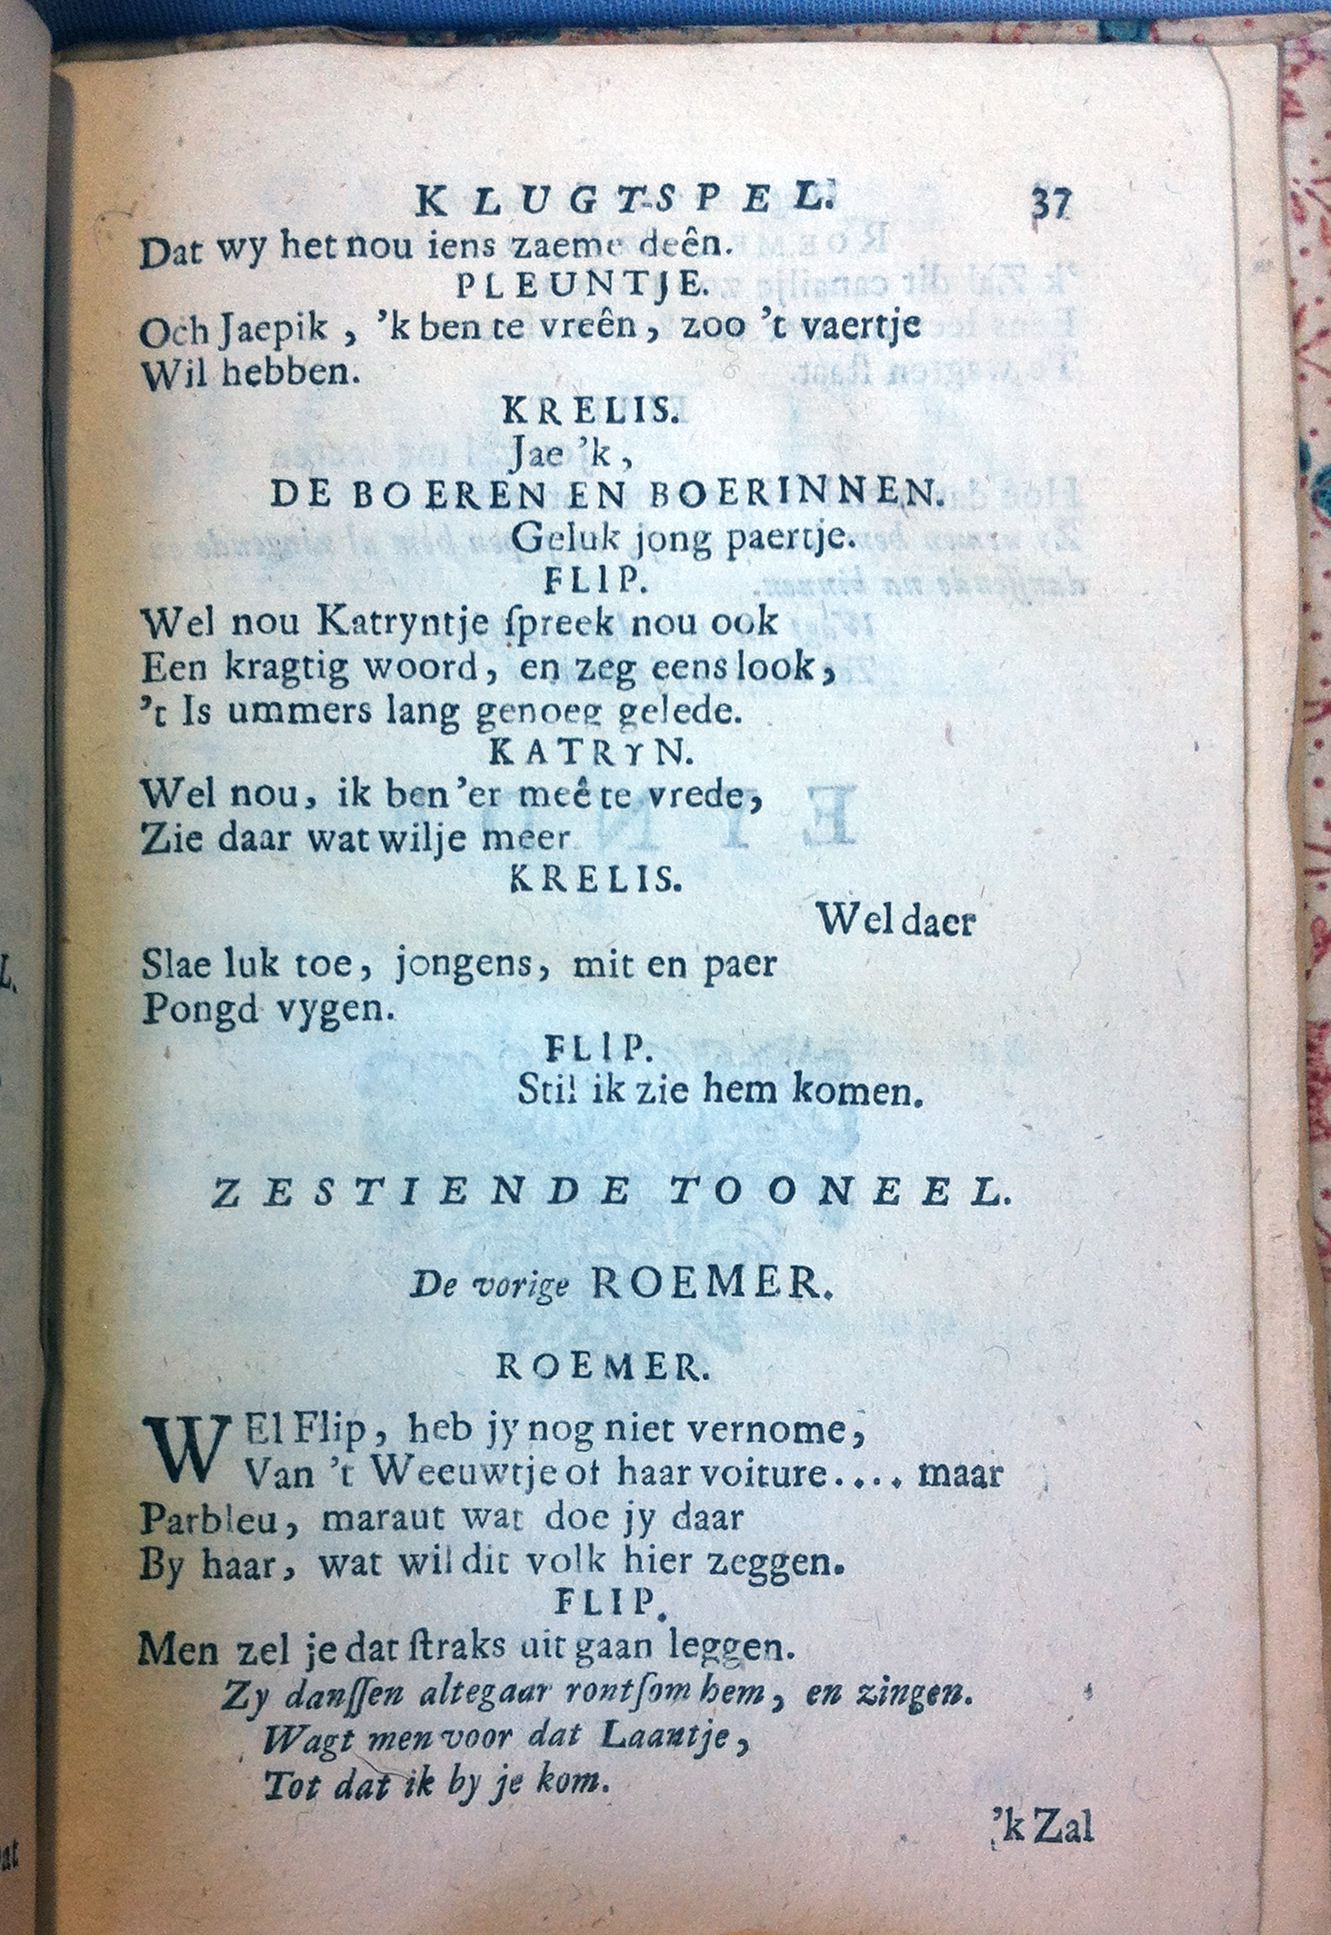 KLUGTSPEL. 37
Dat wy het nou iens zaeme deên.
PLEUNTJE.
Och Jaepik, 'k ben te vreên, zoo 't vaertje
Wil hebben.
KRELIS.
Jae 'k,
DE BOEREN EN BOERINNEN.
Geluk jong paertje.
FLIP.
Wel nou Katryntje ſpreek nou ook
Een kragtig woord, en zeg eens look,
't Is ummers lang genoeg gelede.
KATRYN.
Wel nou, ik ben 'er meê te vrede,
Zie daar wat wilje meer
KRELIS.
Wel daer
Slae luk toe, jongens, mit en paer
Pongd vygen.
FLIP.
Stil ik zie hem komen.
ZESTIENDE TOONEEL.
De vorige ROEMER.
ROEMER.
WEl Flip, heb jy nog niet vernome,
Van 't Weeuwtje of haar voiture.... maar
Parbleu, maraut wat doe jy daar
By haar, wat wil dit volk hier zeggen.
FLIP.
Men zel je dat ſtraks uit gaan leggen.
Zy danſſen altegaar rontſom hem, en zingen.
Wagt men voor dat Laantje,
Tot dat ik by je kom.
'k Zal